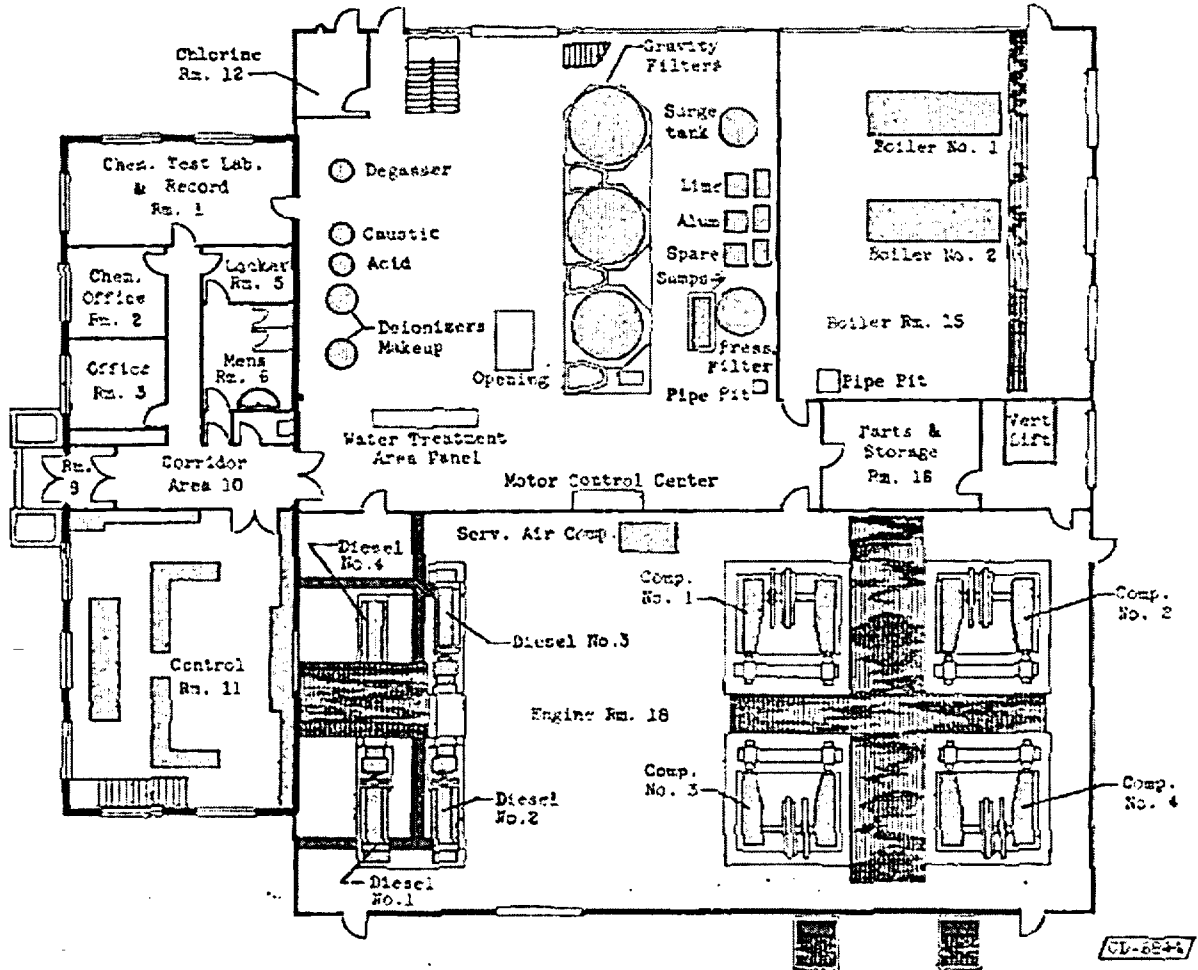 Chlorine
Rm. 12
Gravity
Filters
Surge
tank
Boiler No. 1
Chem. Test Lab.
& Record
Rm. 1
Degasser
Lime
Alum
Spare
Sumps
Caustic
Acid
Locker
Rm. 5
Chem.
Office
Rm. 2
Boiler No. 2
Boiler Rm. 15
Deionizers
Makeup
Mens
Rm. 6
Office
Rm. 3
Opening
Press.
Filter
Pipe Pit
Pipe Pit
Water Treatment
Area Panel
Parts &
Storage
Rm. 16
Vert
Lift
Rm.
9
Corridor
Area 10
Motor Control Center
Serv. Air Comp.
Diesel
No.4
Comp.
No. 1
Comp.
No. 2
Diesel No.3
Control
Rm. 11
Engine Rm. 18
Comp.
No. 3
Comp.
No. 4
Diesel
No.2
Diesel
No.1